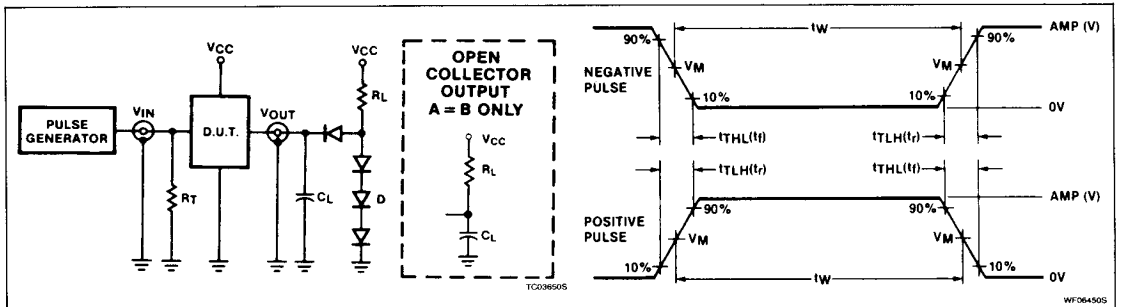 VCC
PULSE GENERATOR
VIN
D.U.T.
VOUT
RT
CL
VCC
RL
D
OPEN
COLLECTOR
OUTPUT
A = B ONLY
VCC
RL
CL
TC03650S
NEGATIVE
PULSE
90%
tW
90%
AMP (V)
VM
VM
10%
10%
0V
tTHL(tf)
tTLH(tr)
tTLH(tr)
tTHL(tf)
POSITIVE
PULSE
AMP (V)
90%
90%
VM
VM
10%
10%
tW
0V
WF06450S